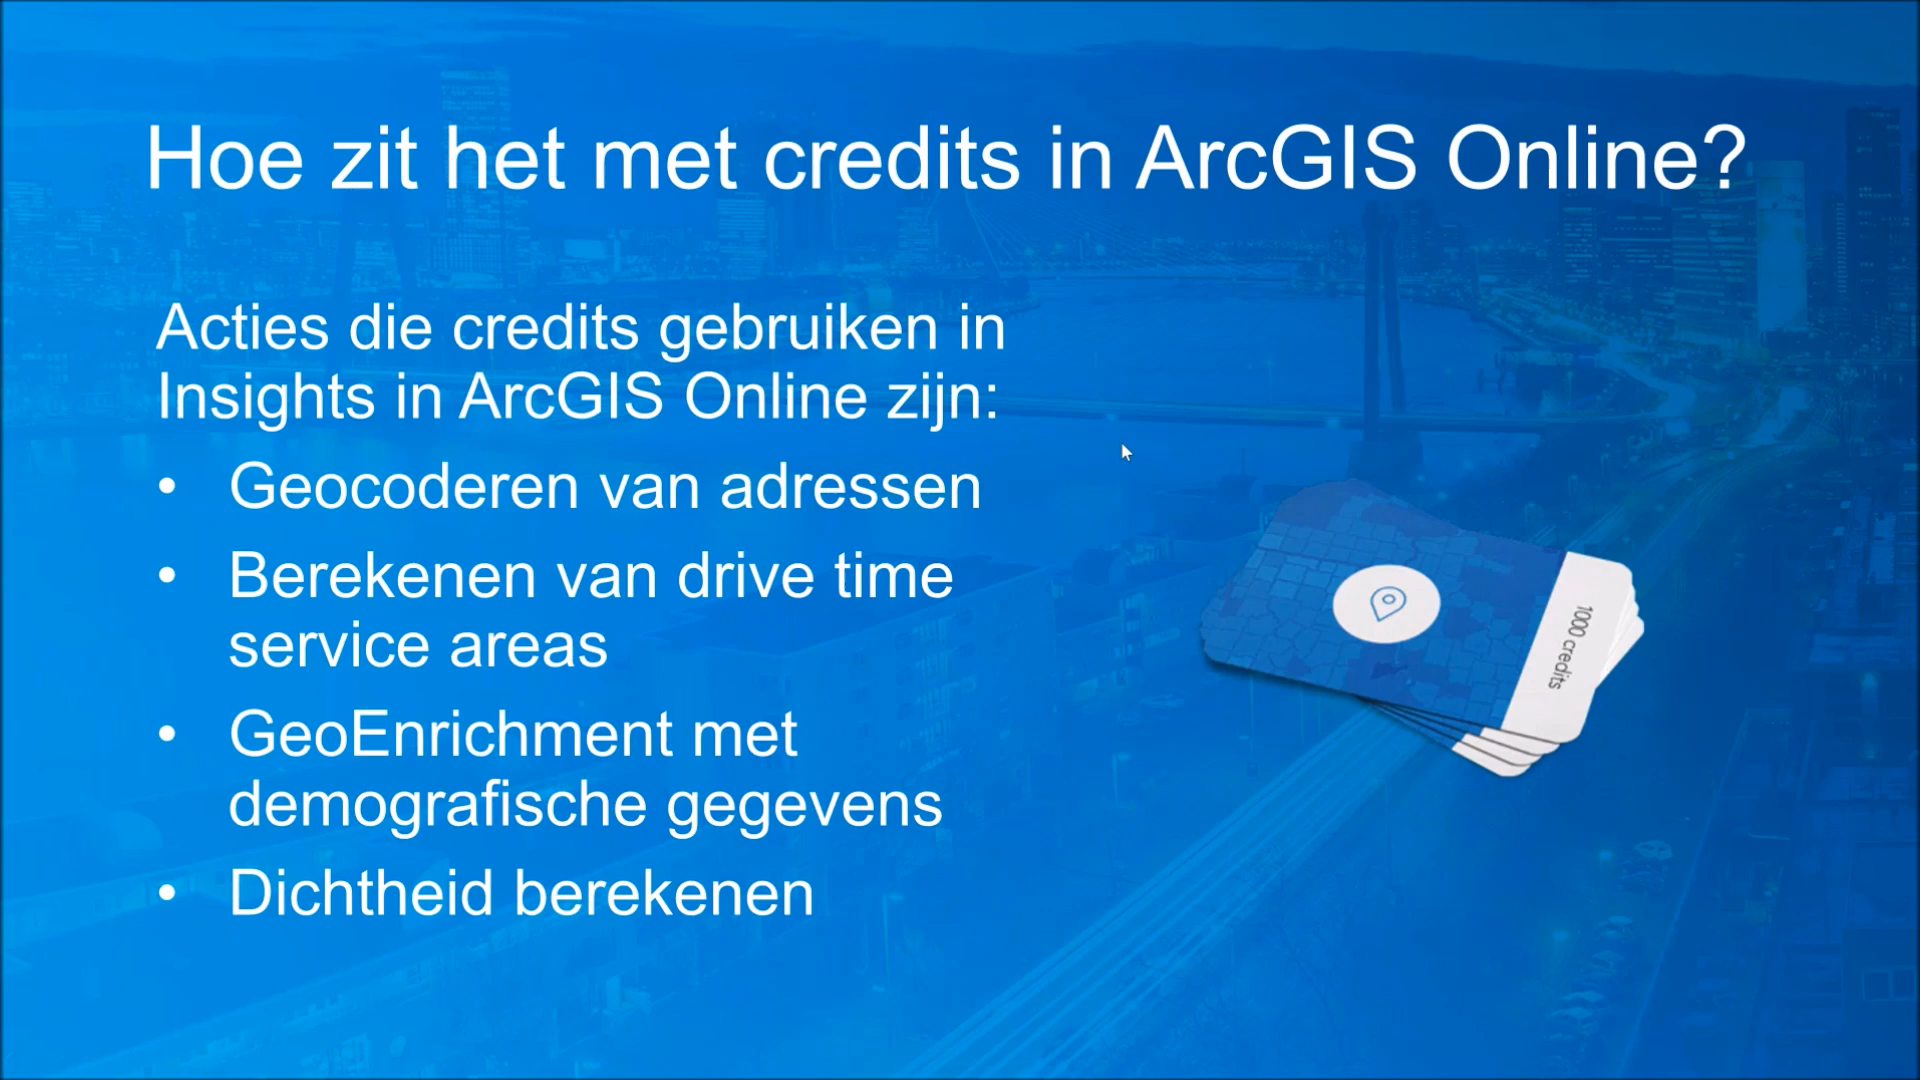 Hoe zit het met credits in ArcGIS Online?
Acties die credits gebruiken in
Insights in ArcGIS Online zijn:
• Geocoderen van adressen
• Berekenen van drive time
service areas
• GeoEnrichment met
demografische gegevens
• Dichtheid berekenen
1000 credits